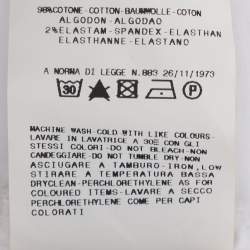 98%COTONE-COTTON-BAUMWOLLE-COTON
ALGODON-ALGODAO
2%ELASTAM-SPANDEX-ELASTHAN
ELASTHANNE-ELASTANO
A NORMA DI LEGGE N.883 26/11/1973
30 P
MACHINE WASH-COLD WITH LIKE COLOURS-
LAVARE IN LAVATRICE A 30° CON GLI
STESSI COLORI-DO NOT BLEACH-NON
CANDEGGIARE-DO NOT TUMBLE DRY-NON
ASCIUGARE A TAMBURO-IRON,LOW
STIRARE A TEMPERATURA BASSA
DRYCLEAN-PERCHLORETHYLENE AS FOR
COLOURED ITEMS-LAVARE A SECCO
PERCHLORETHYLENE COME PER CAPI
COLORATI